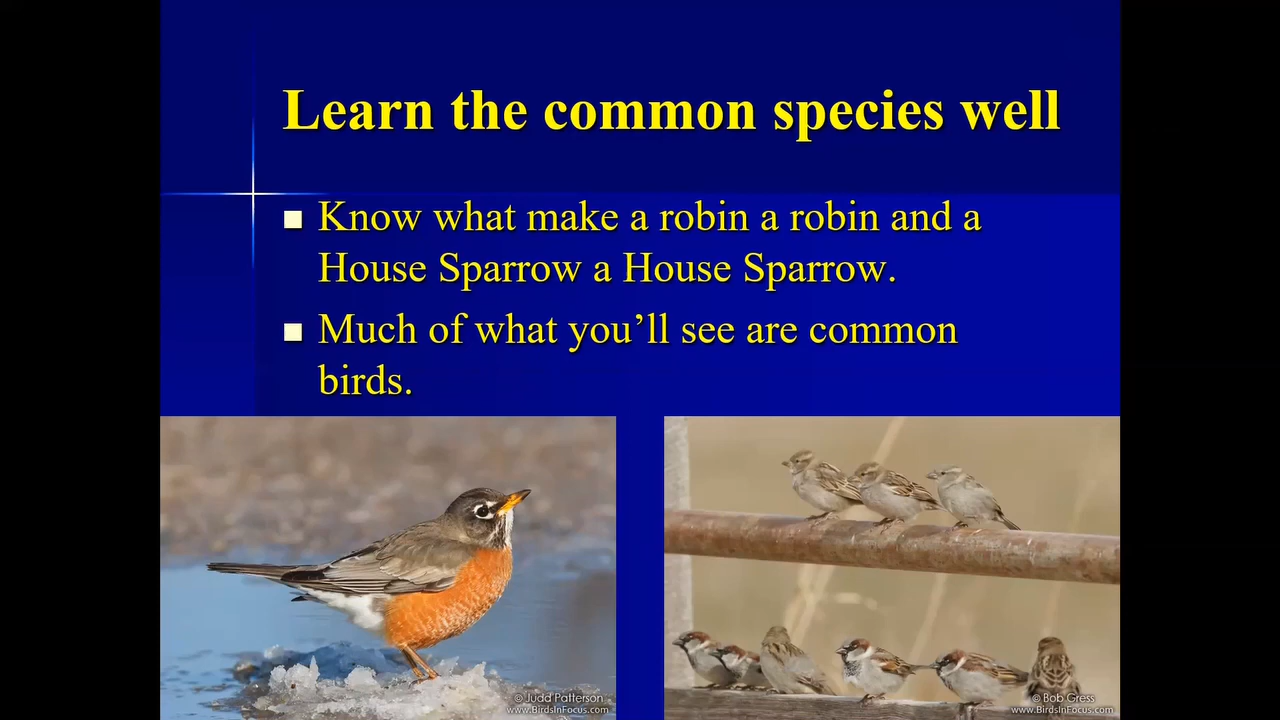 Learn the common species well
Know what make a robin a robin and a
House Sparrow a House Sparrow.
Much of what you’ll see are common
birds.
© Judd Patterson
www.BirdsInFocus.com
© Bob Gress
www.BirdsInFocus.com